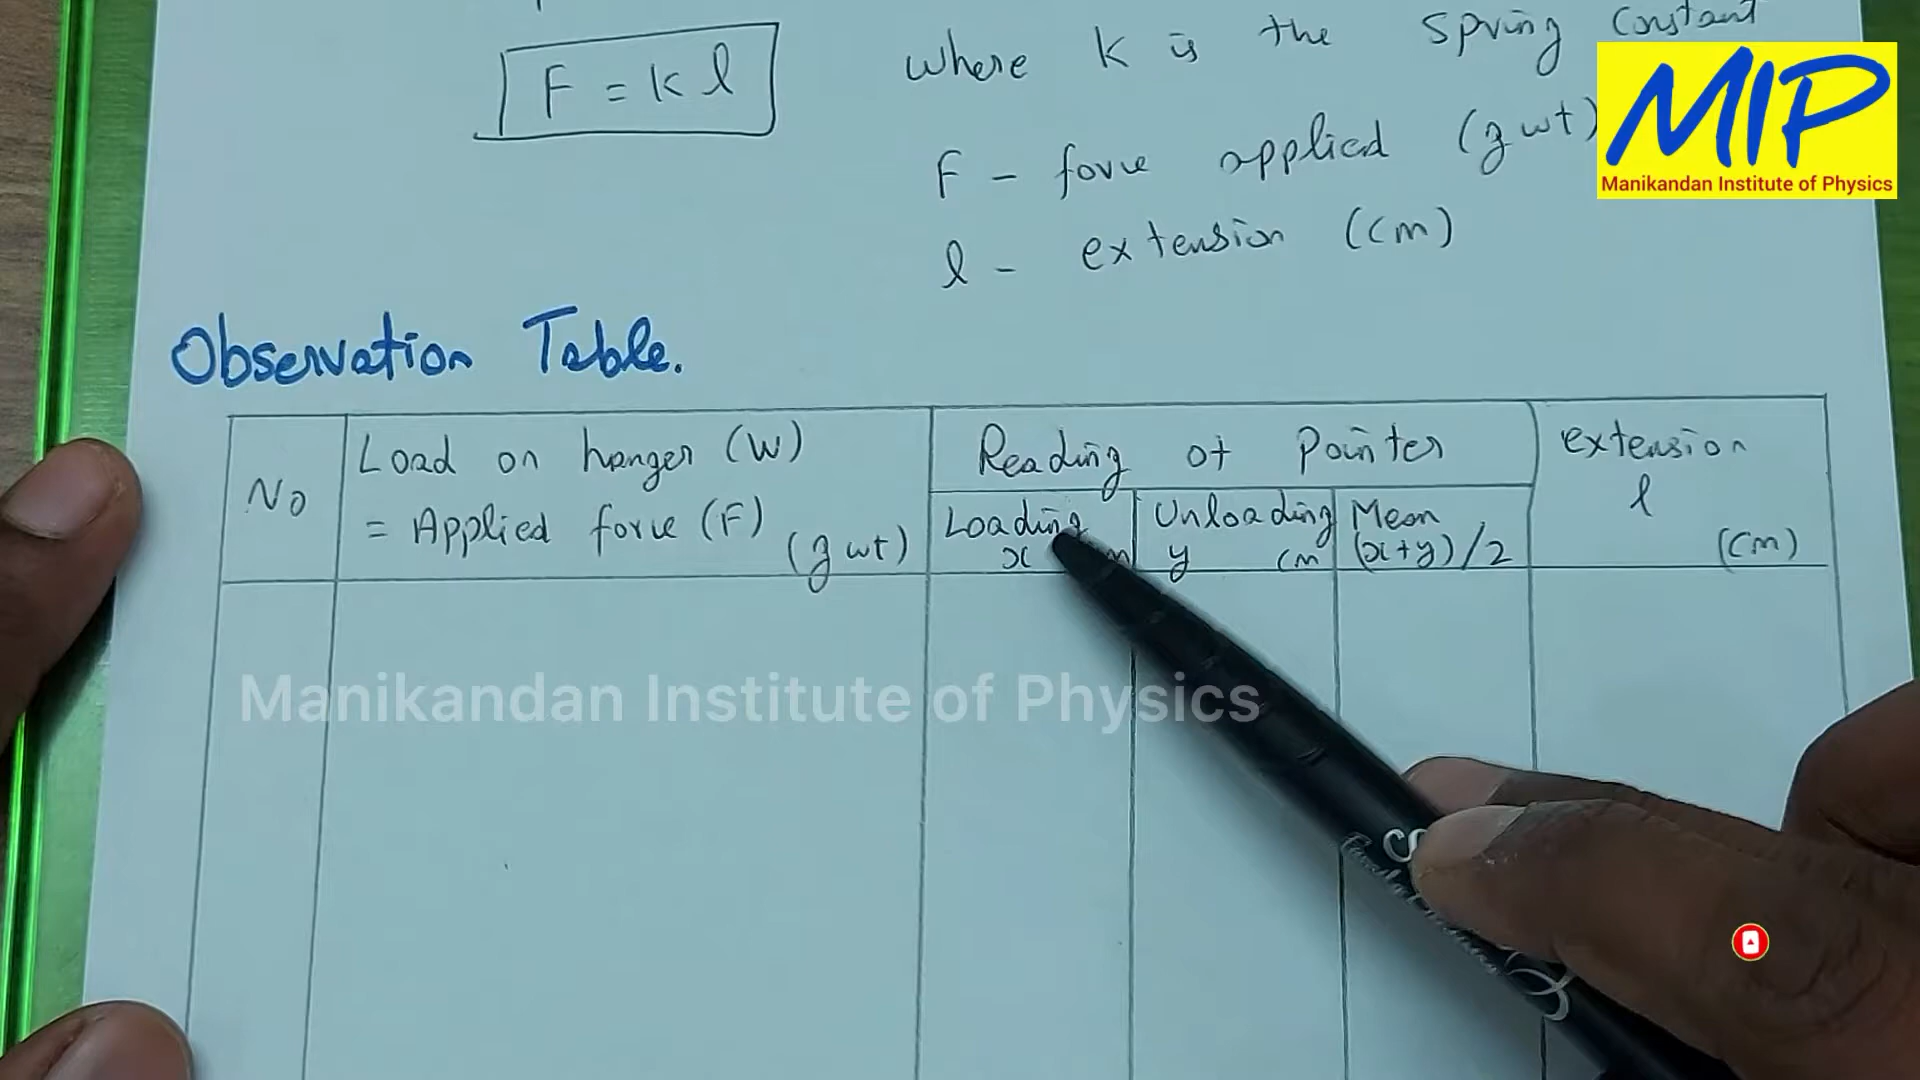 F = k l
where k is the spring constant
F - force applied (g wt)
l - extension (cm)
MIP
Manikandan Institute of Physics
Observation Table.
No
Load on hanger (W)
= Applied force (F)
(g wt)
Reading of Pointer
Loading
x
Unloading
y cm
Mean
(x+y)/2
extension
l
(cm)
Manikandan Institute of Physics